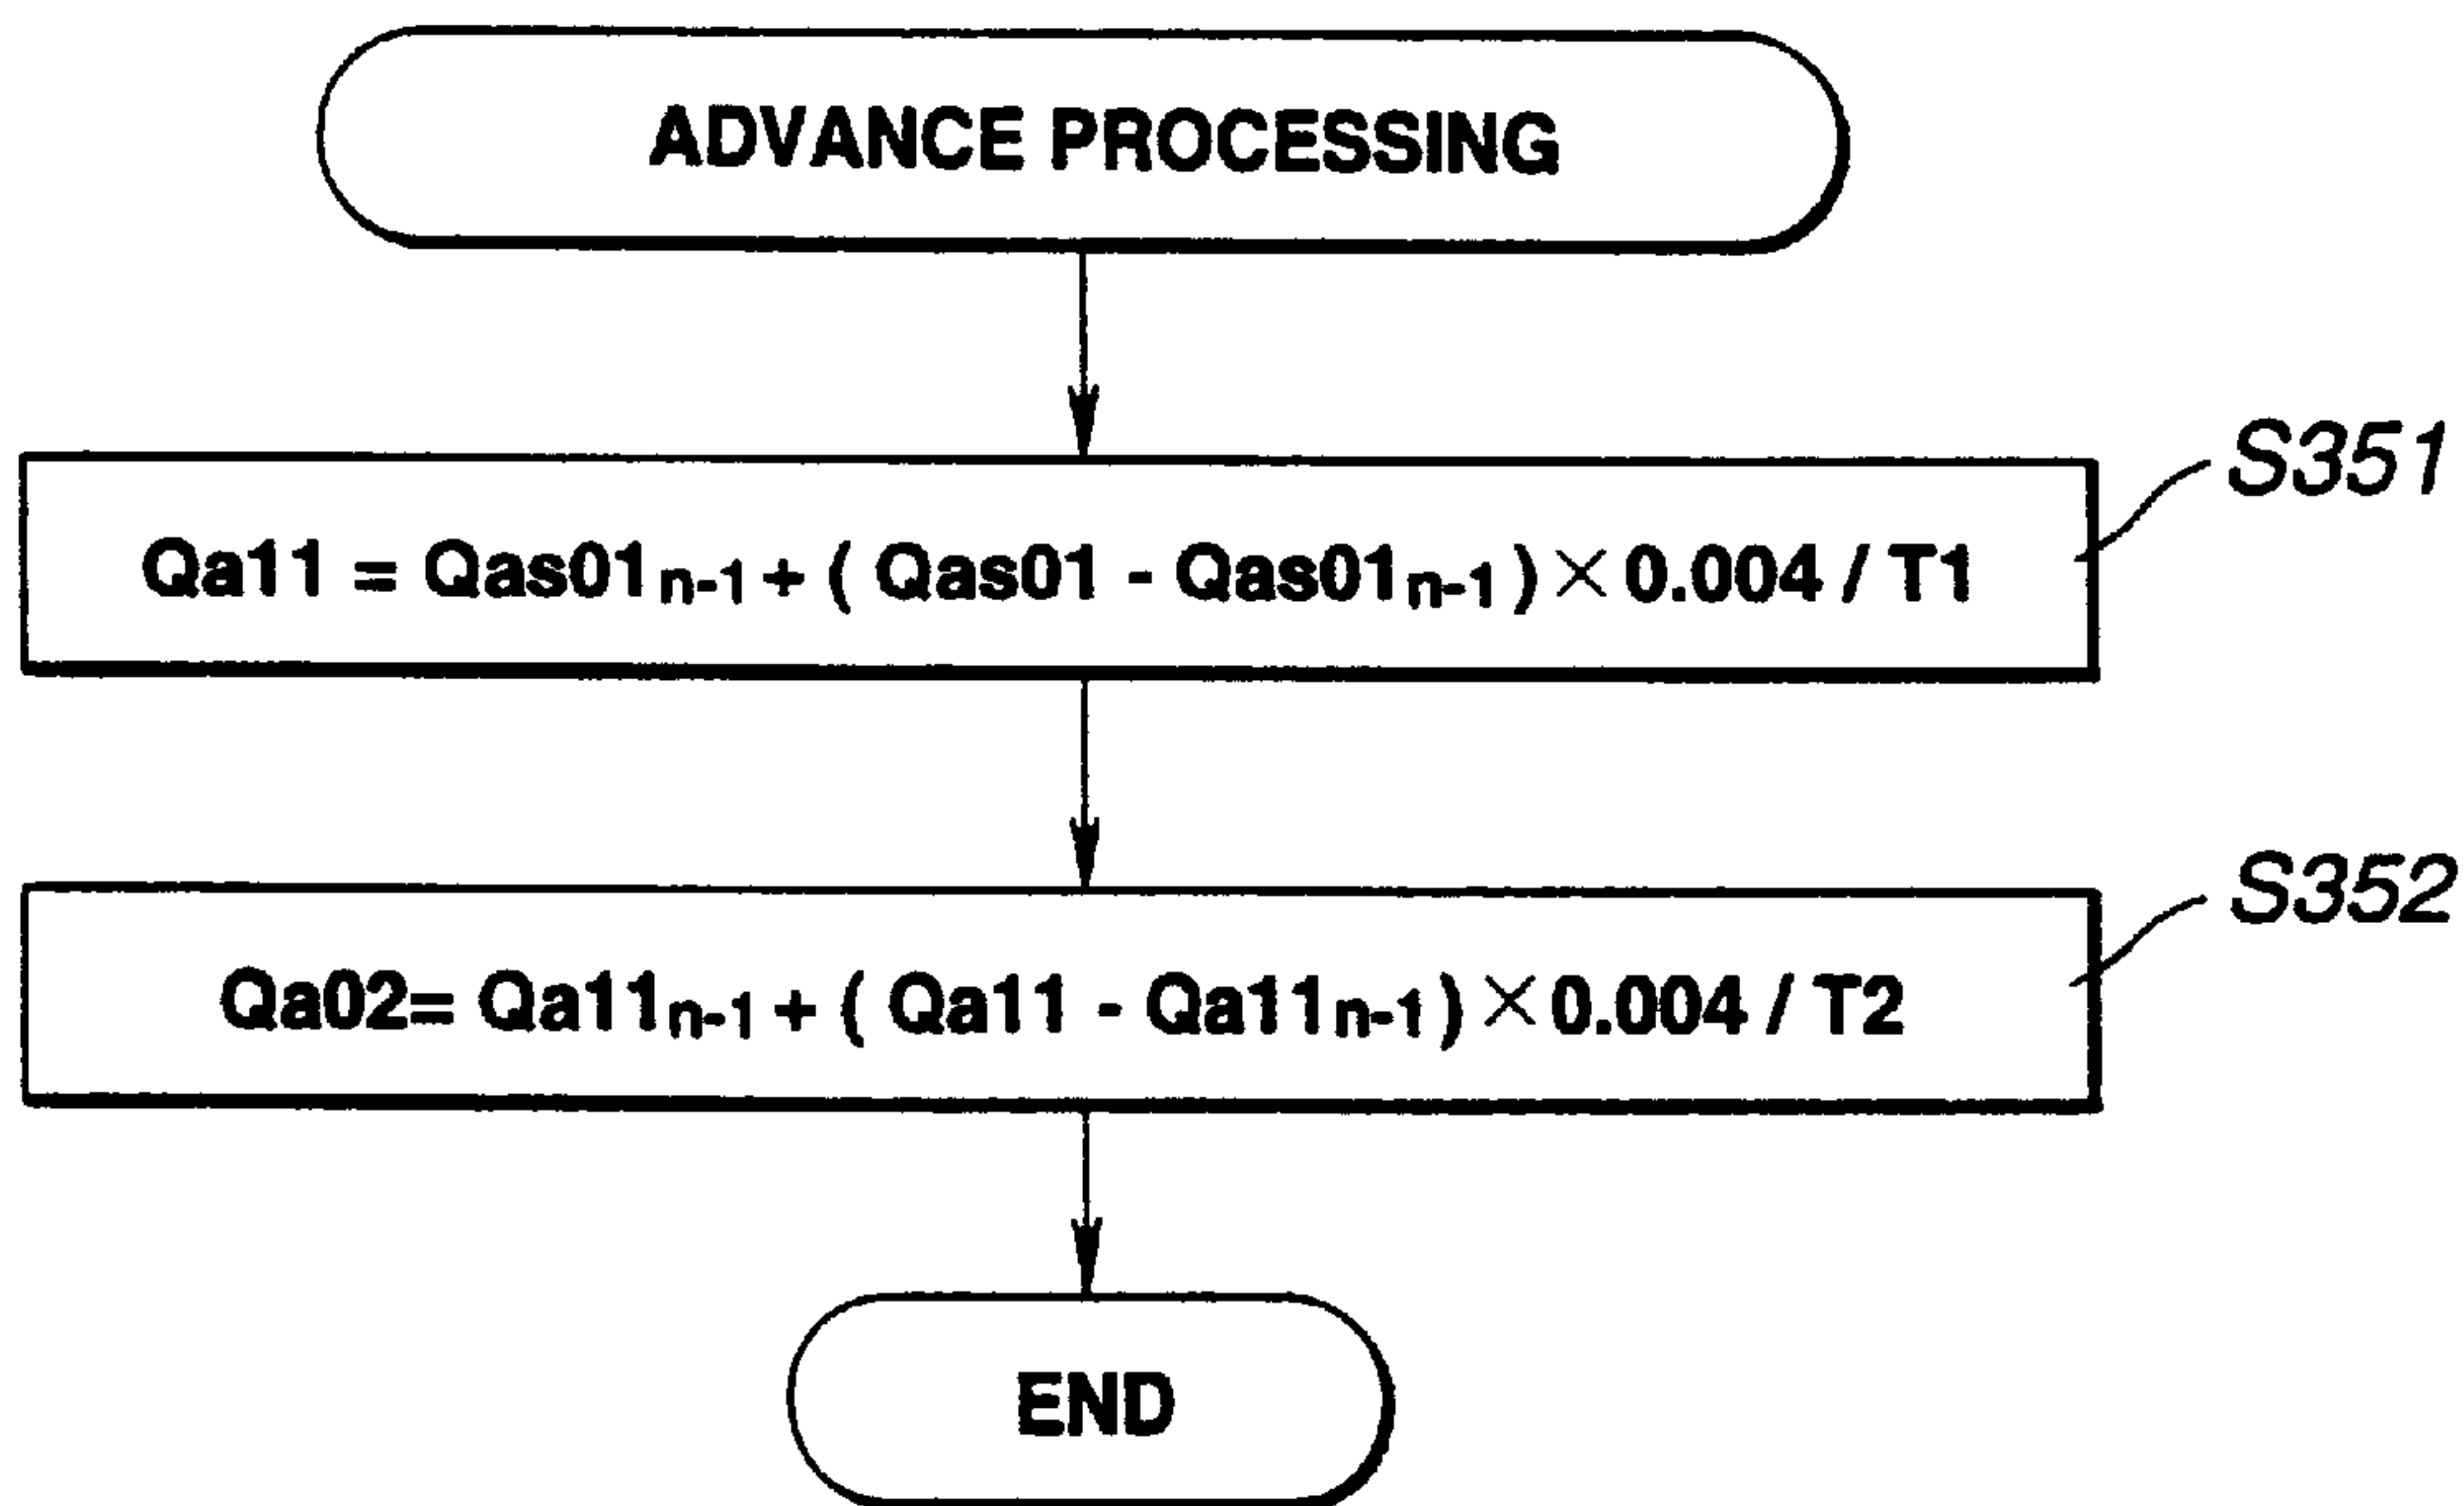 ADVANCE PROCESSING
S351
Qa11 = Qas01n-1 + ( Qas01 - Qas01n-1 ) × 0.004 / T1
S352
Qa02= Qa11n-1 + ( Qa11 - Qa11n-1 ) × 0.004 / T2
END